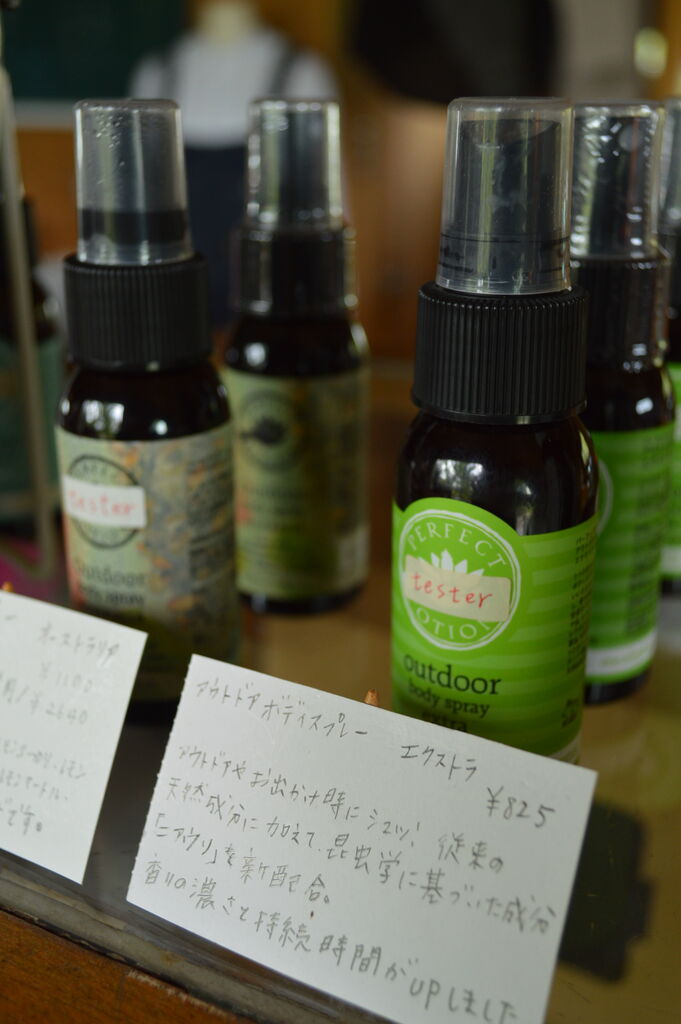 PERFECT
tester
POTION
outdoor
body spray
extra
tester
outdoor
body spray
オーストラリア
¥1100
¥2640
です。
アウトドアボディスプレー エクストラ
¥825
アウトドアやお出かけ時にシュッ! 従来の
天然成分に加えて、昆虫学に基づいた成分
「ニアウリ」を新配合。
香りの濃さと持続時間がUPしました